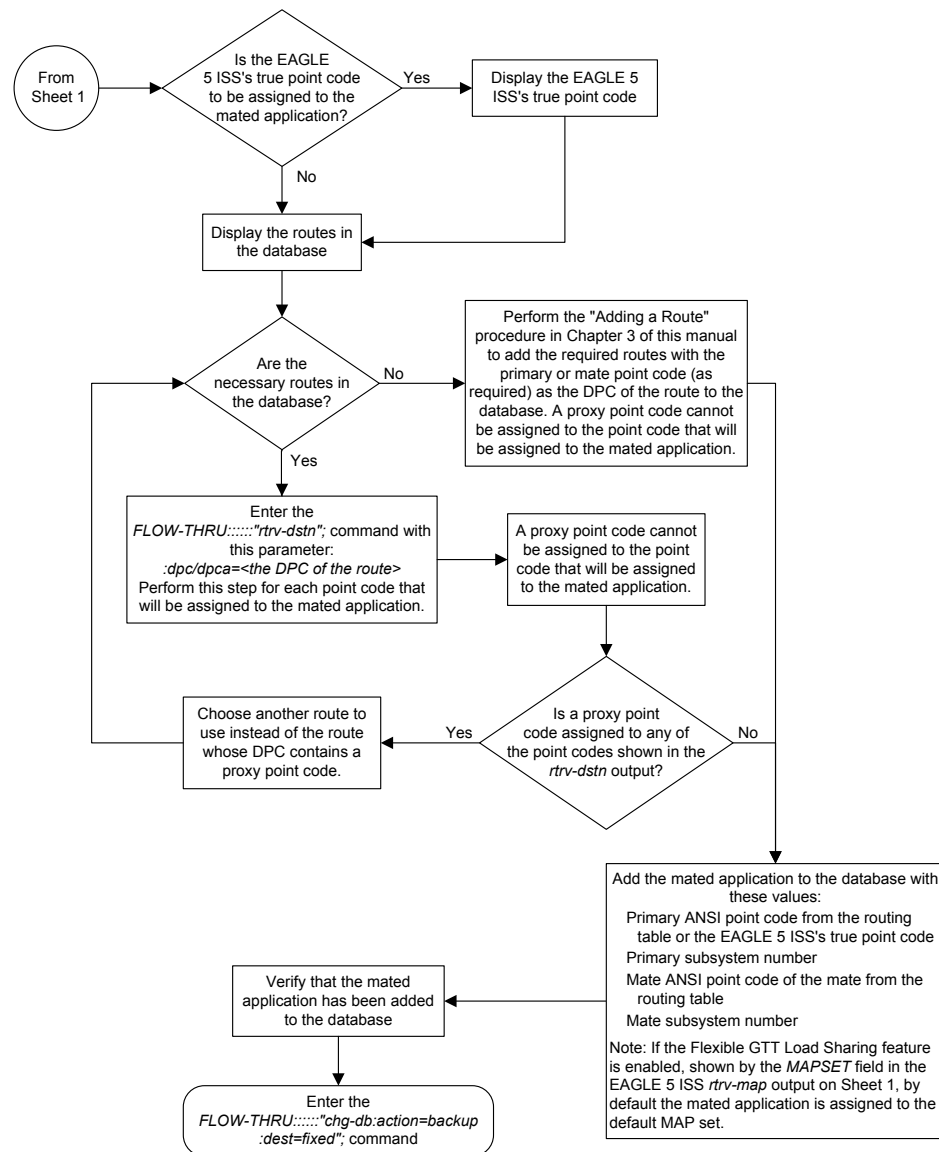 From
Sheet 1
Is the EAGLE
5 ISS's true point code
to be assigned to the
mated application?
Yes
Display the EAGLE 5
ISS's true point code
No
Display the routes in
the database
Are the
necessary routes in
the database?
No
Perform the "Adding a Route"
procedure in Chapter 3 of this manual
to add the required routes with the
primary or mate point code (as
required) as the DPC of the route to the
database. A proxy point code cannot
be assigned to the point code that will
be assigned to the mated application.
Yes
Enter the
FLOW-THRU::::::"rtrv-dstn"; command with
this parameter:
:dpc/dpca=<the DPC of the route>
Perform this step for each point code that
will be assigned to the mated application.
A proxy point code cannot
be assigned to the point
code that will be assigned
to the mated application.
Is a proxy point
code assigned to any of
the point codes shown in the
rtrv-dstn output?
Yes
No
Choose another route to
use instead of the route
whose DPC contains a
proxy point code.
Add the mated application to the database with
these values:
Primary ANSI point code from the routing
table or the EAGLE 5 ISS's true point code
Primary subsystem number
Mate ANSI point code of the mate from the
routing table
Mate subsystem number
Note: If the Flexible GTT Load Sharing feature
is enabled, shown by the MAPSET field in the
EAGLE 5 ISS rtrv-map output on Sheet 1, by
default the mated application is assigned to the
default MAP set.
Verify that the mated
application has been added
to the database
Enter the
FLOW-THRU::::::"chg-db:action=backup
:dest=fixed"; command